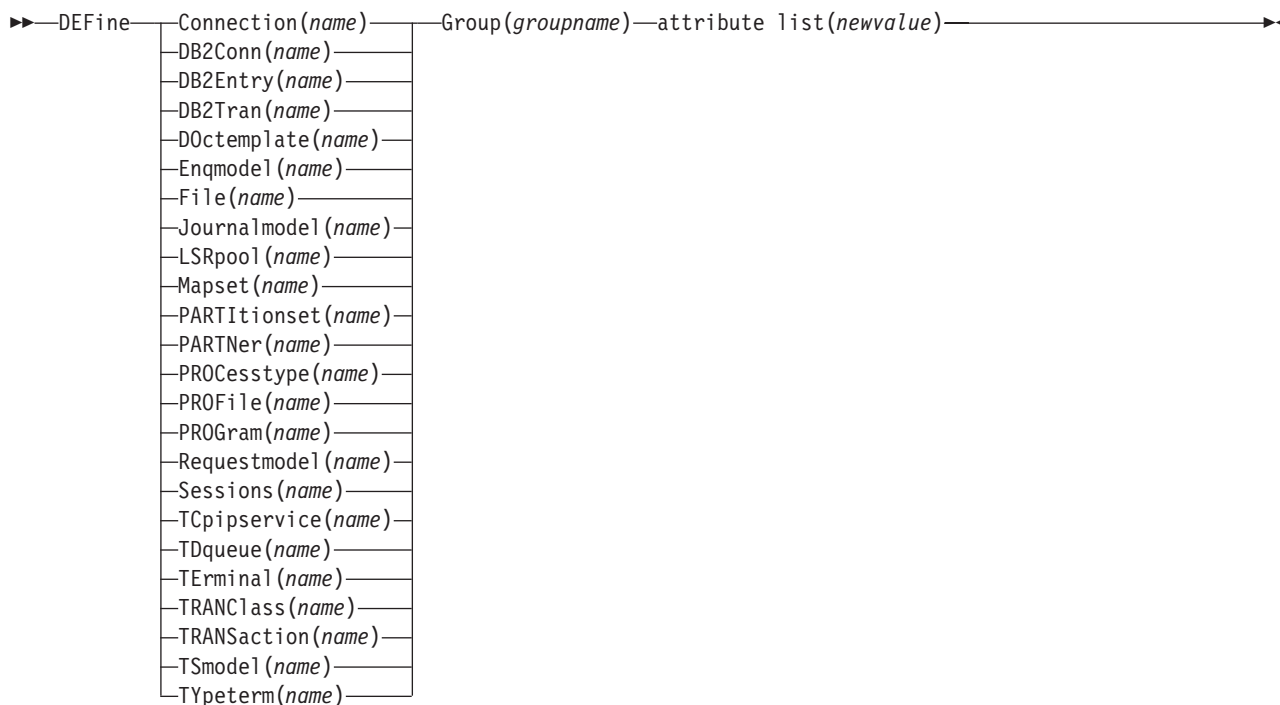 DEFine Connection(name) Group(groupname) attribute list(newvalue)
DB2Conn(name)
DB2Entry(name)
DB2Tran(name)
DOctemplate(name)
Enqmodel(name)
File(name)
Journalmodel(name)
LSRpool(name)
Mapset(name)
PARTItionset(name)
PARTNer(name)
PROCesstype(name)
PROFile(name)
PROGram(name)
Requestmodel(name)
Sessions(name)
TCpipservice(name)
TDqueue(name)
TErminal(name)
TRANClass(name)
TRANSaction(name)
TSmodel(name)
TYpeterm(name)